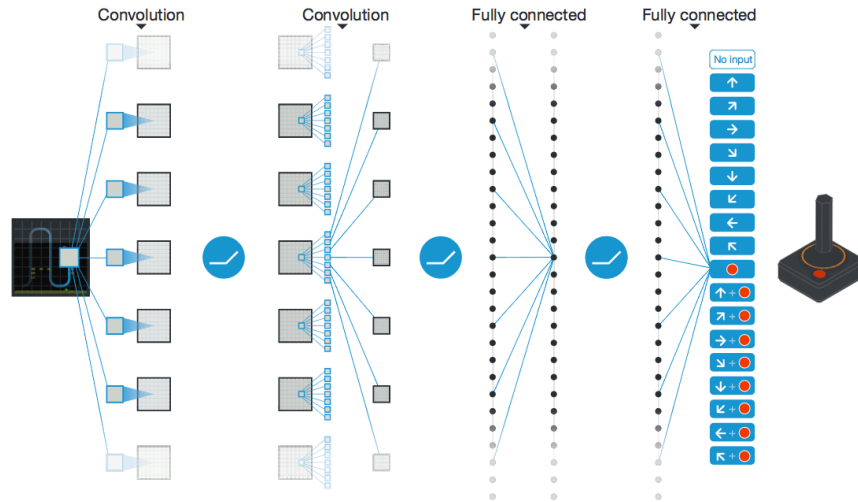 Convolution
Convolution
Fully connected
Fully connected
No input
+
+
+
+
+
+
+
+